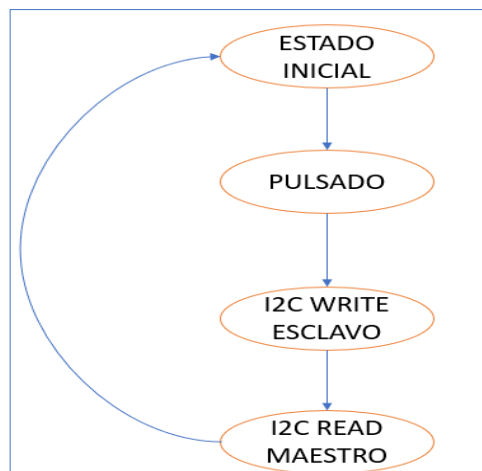 ESTADO
INICIAL
PULSADO
I2C WRITE
ESCLAVO
I2C READ
MAESTRO